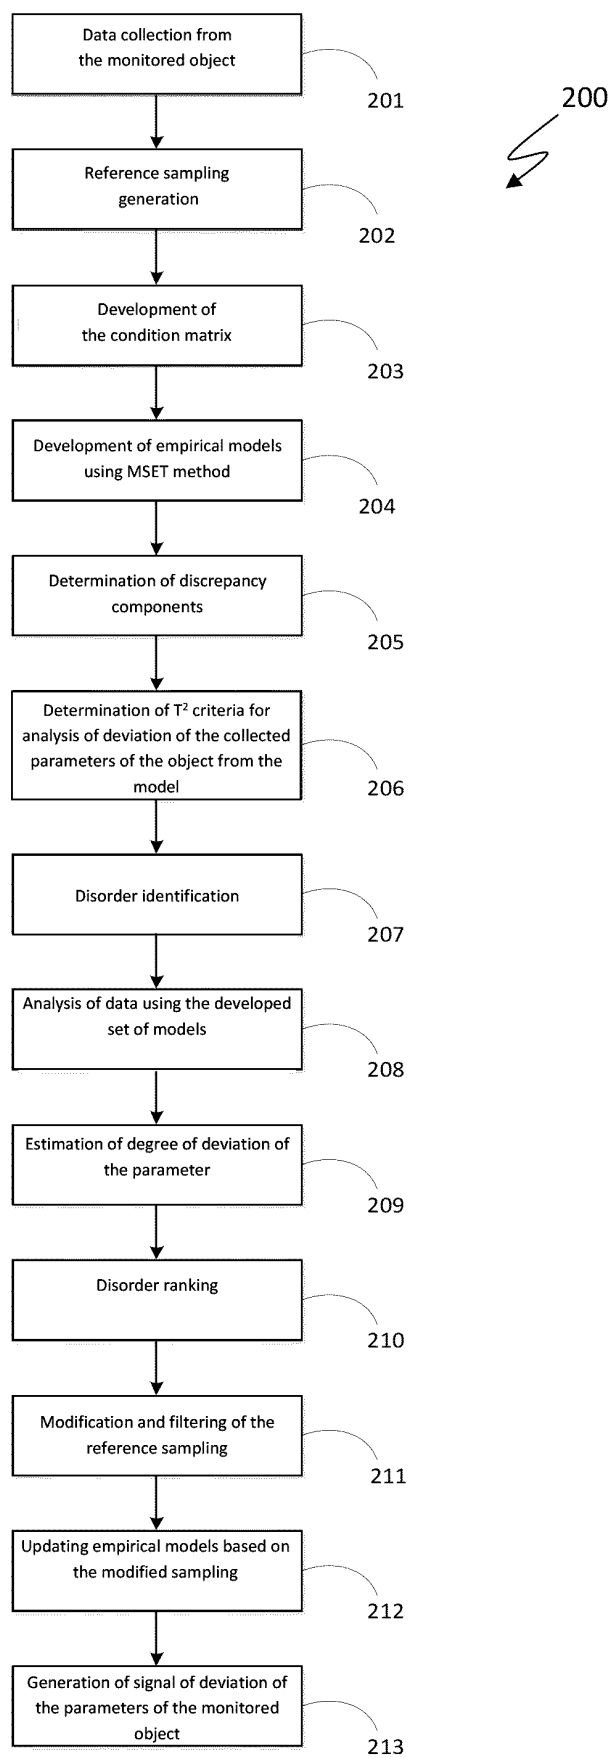 Data collection from
the monitored object
201
200
Reference sampling
generation
202
Development of
the condition matrix
203
Development of empirical models
using MSET method
204
Determination of discrepancy
components
205
Determination of T² criteria for
analysis of deviation of the collected
parameters of the object from the
model
206
Disorder identification
207
Analysis of data using the developed
set of models
208
Estimation of degree of deviation of
the parameter
209
Disorder ranking
210
Modification and filtering of the
reference sampling
211
Updating empirical models based on
the modified sampling
212
Generation of signal of deviation of
the parameters of the monitored
object
213